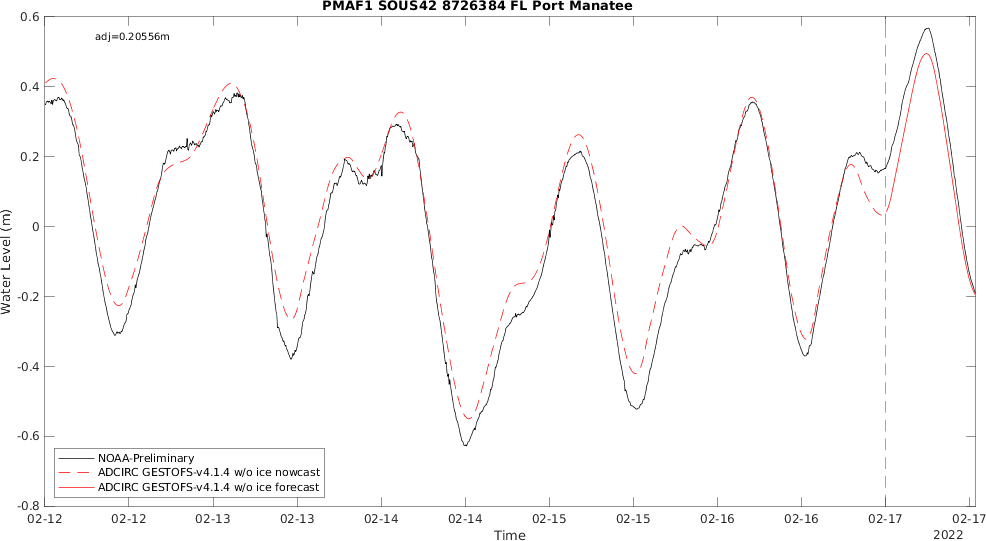 PMAF1 SOUS42 8726384 FL Port Manatee
adj=0.20556m
0.6
0.4
0.2
0
-0.2
-0.4
-0.6
-0.8
Water Level (m)
NOAA-Preliminary
ADCIRC GESTOFS-v4.1.4 w/o ice nowcast
ADCIRC GESTOFS-v4.1.4 w/o ice forecast
02-12 02-12 02-13 02-13 02-14 02-14 02-15 02-15 02-16 02-16 02-17 02-17
Time
2022